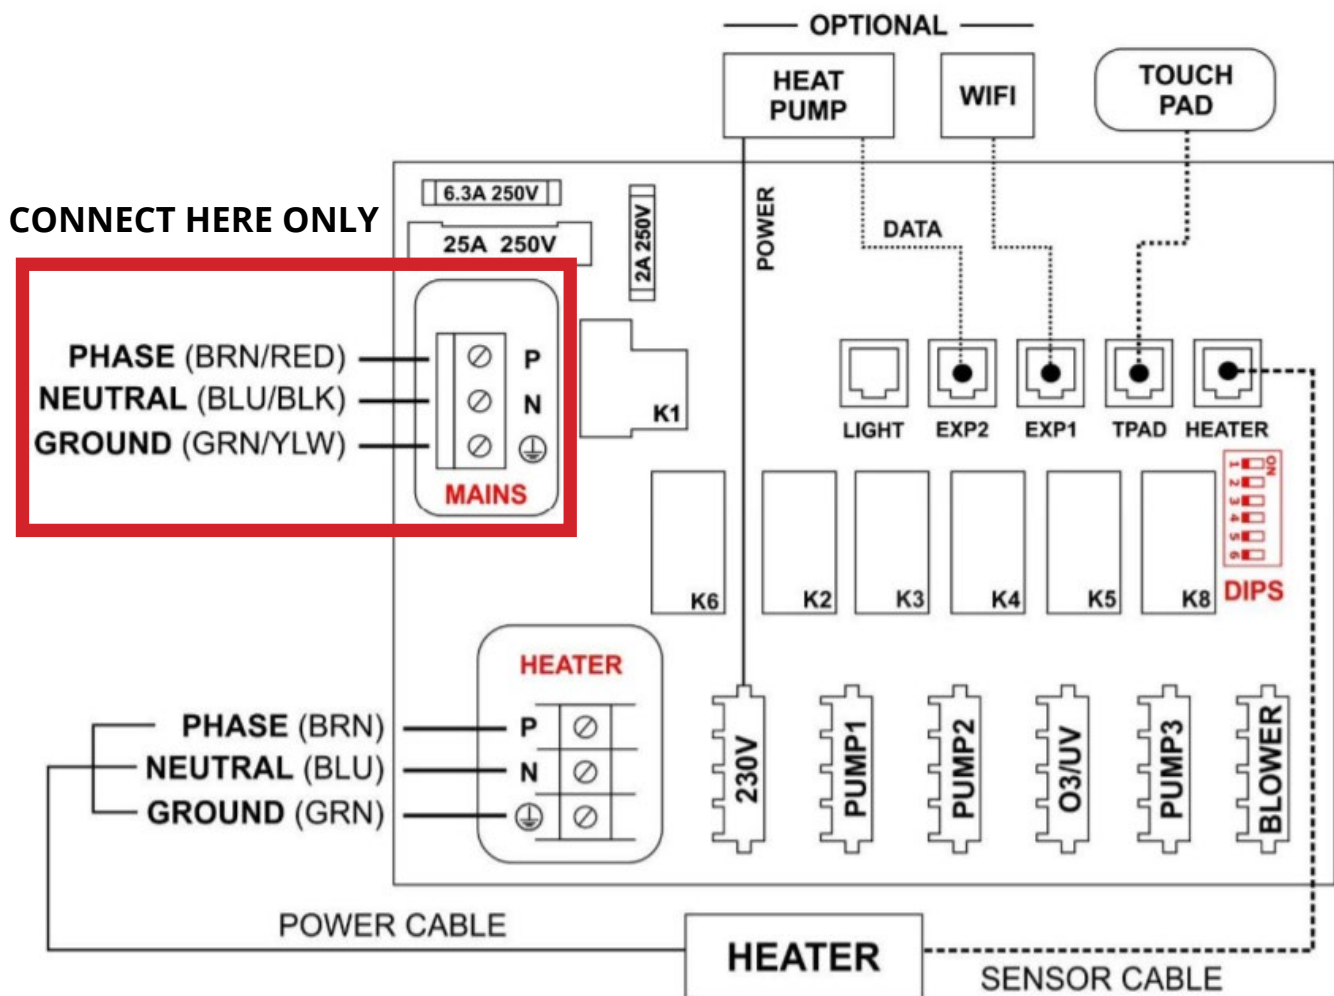 OPTIONAL
HEAT
PUMP
WIFI
TOUCH
PAD
6.3A 250V
CONNECT HERE ONLY
25A 250V
2A 250V
POWER
DATA
PHASE (BRN/RED)
P
NEUTRAL (BLU/BLK)
N
GROUND (GRN/YLW)
MAINS
K1
LIGHT
EXP2
EXP1
TPAD
HEATER
ON
1
2
3
4
5
6
DIPS
K6
K2
K3
K4
K5
K8
HEATER
PHASE (BRN)
P
NEUTRAL (BLU)
N
GROUND (GRN)
230V
PUMP1
PUMP2
O3/UV
PUMP3
BLOWER
POWER CABLE
HEATER
SENSOR CABLE